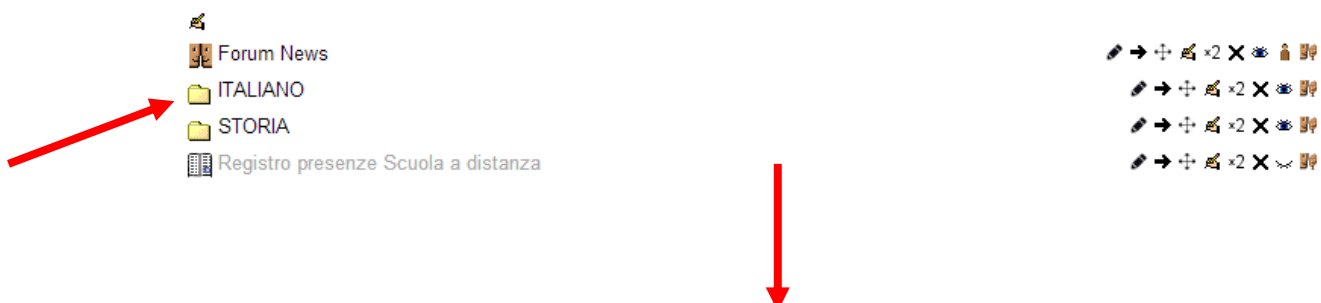 Forum News ×2
ITALIANO ×2
STORIA ×2
Registro presenze Scuola a distanza ×2